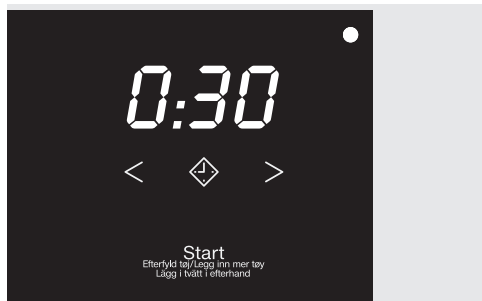 0:30
< >
Start
Efterfyld tøj/Legg inn mer tøy
Lägg i tvätt i efterhand